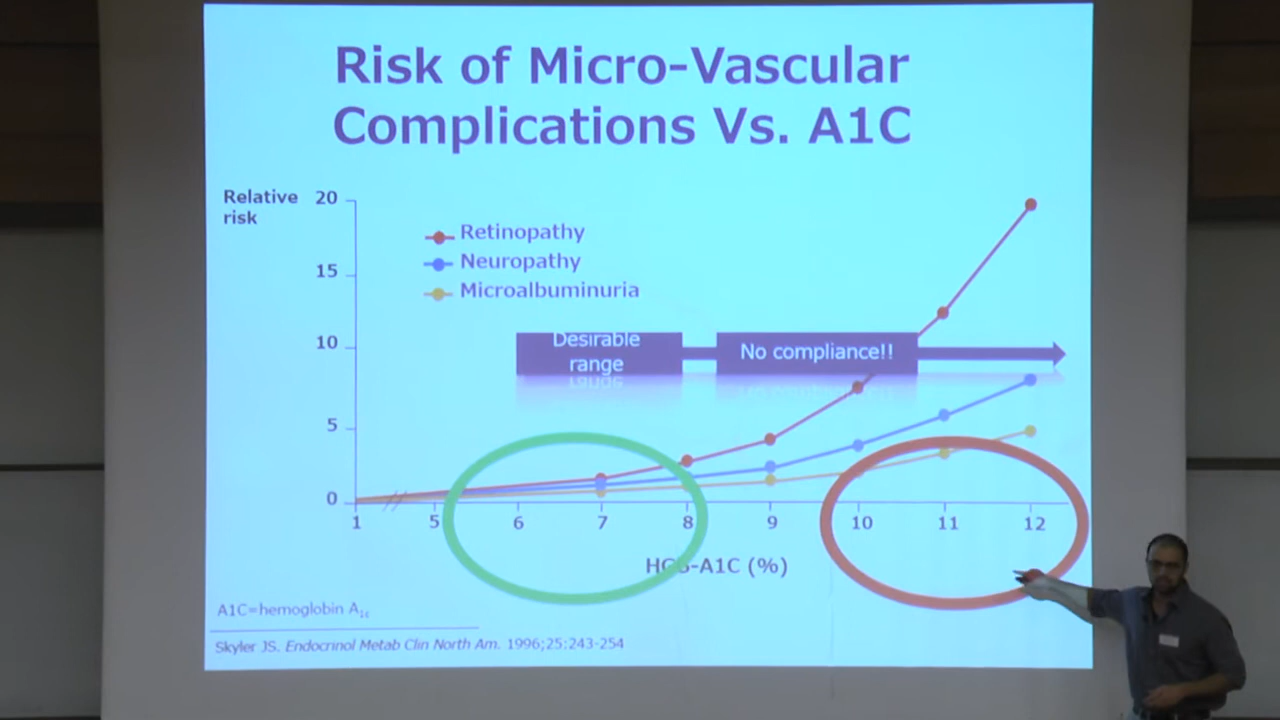 Risk of Micro-Vascular
Complications Vs. A1C
Relative
risk
20
15
10
5
0
Retinopathy
Neuropathy
Microalbuminuria
Desirable
range
No compliance!!
1 5 6 7 8 9 10 11 12
HGB-A1C (%)
A1C=hemoglobin A1c
Skyler JS. Endocrinol Metab Clin North Am. 1996;25:243-254